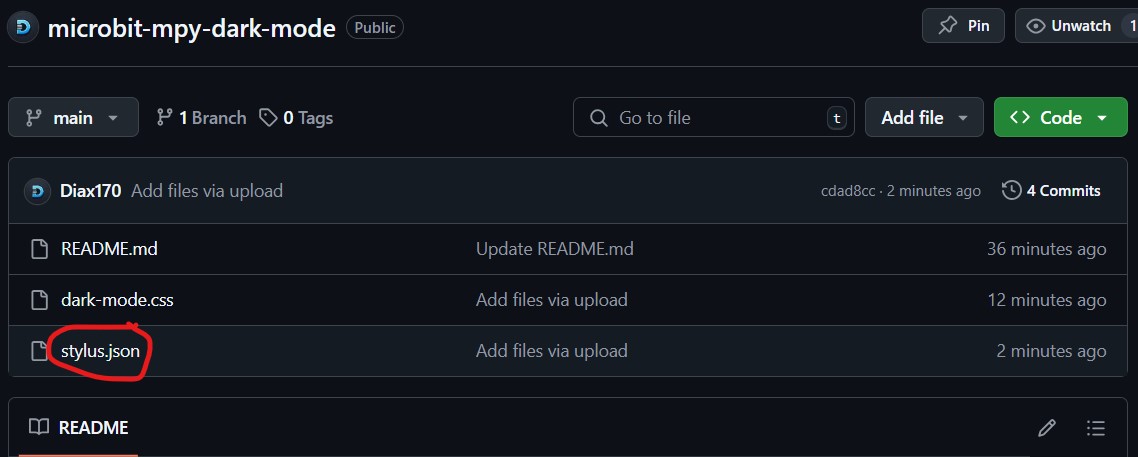 microbit-mpy-dark-mode Public Pin Unwatch 1
main 1 Branch 0 Tags Go to file t Add file Code
Diax170 Add files via upload cdad8cc · 2 minutes ago 4 Commits
README.md Update README.md 36 minutes ago
dark-mode.css Add files via upload 12 minutes ago
stylus.json Add files via upload 2 minutes ago
README